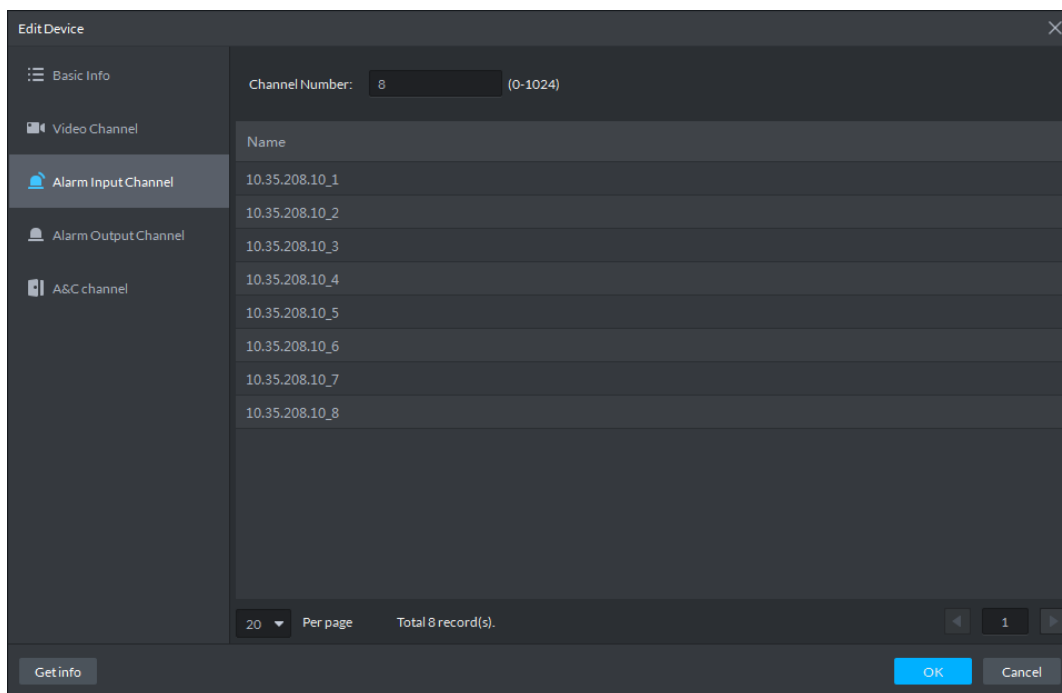 Edit Device
Basic Info
Video Channel
Alarm Input Channel
Alarm Output Channel
A&C channel
Channel Number: 8 (0-1024)
Name
10.35.208.10_1
10.35.208.10_2
10.35.208.10_3
10.35.208.10_4
10.35.208.10_5
10.35.208.10_6
10.35.208.10_7
10.35.208.10_8
20 Per page Total 8 record(s). 1
Get info OK Cancel